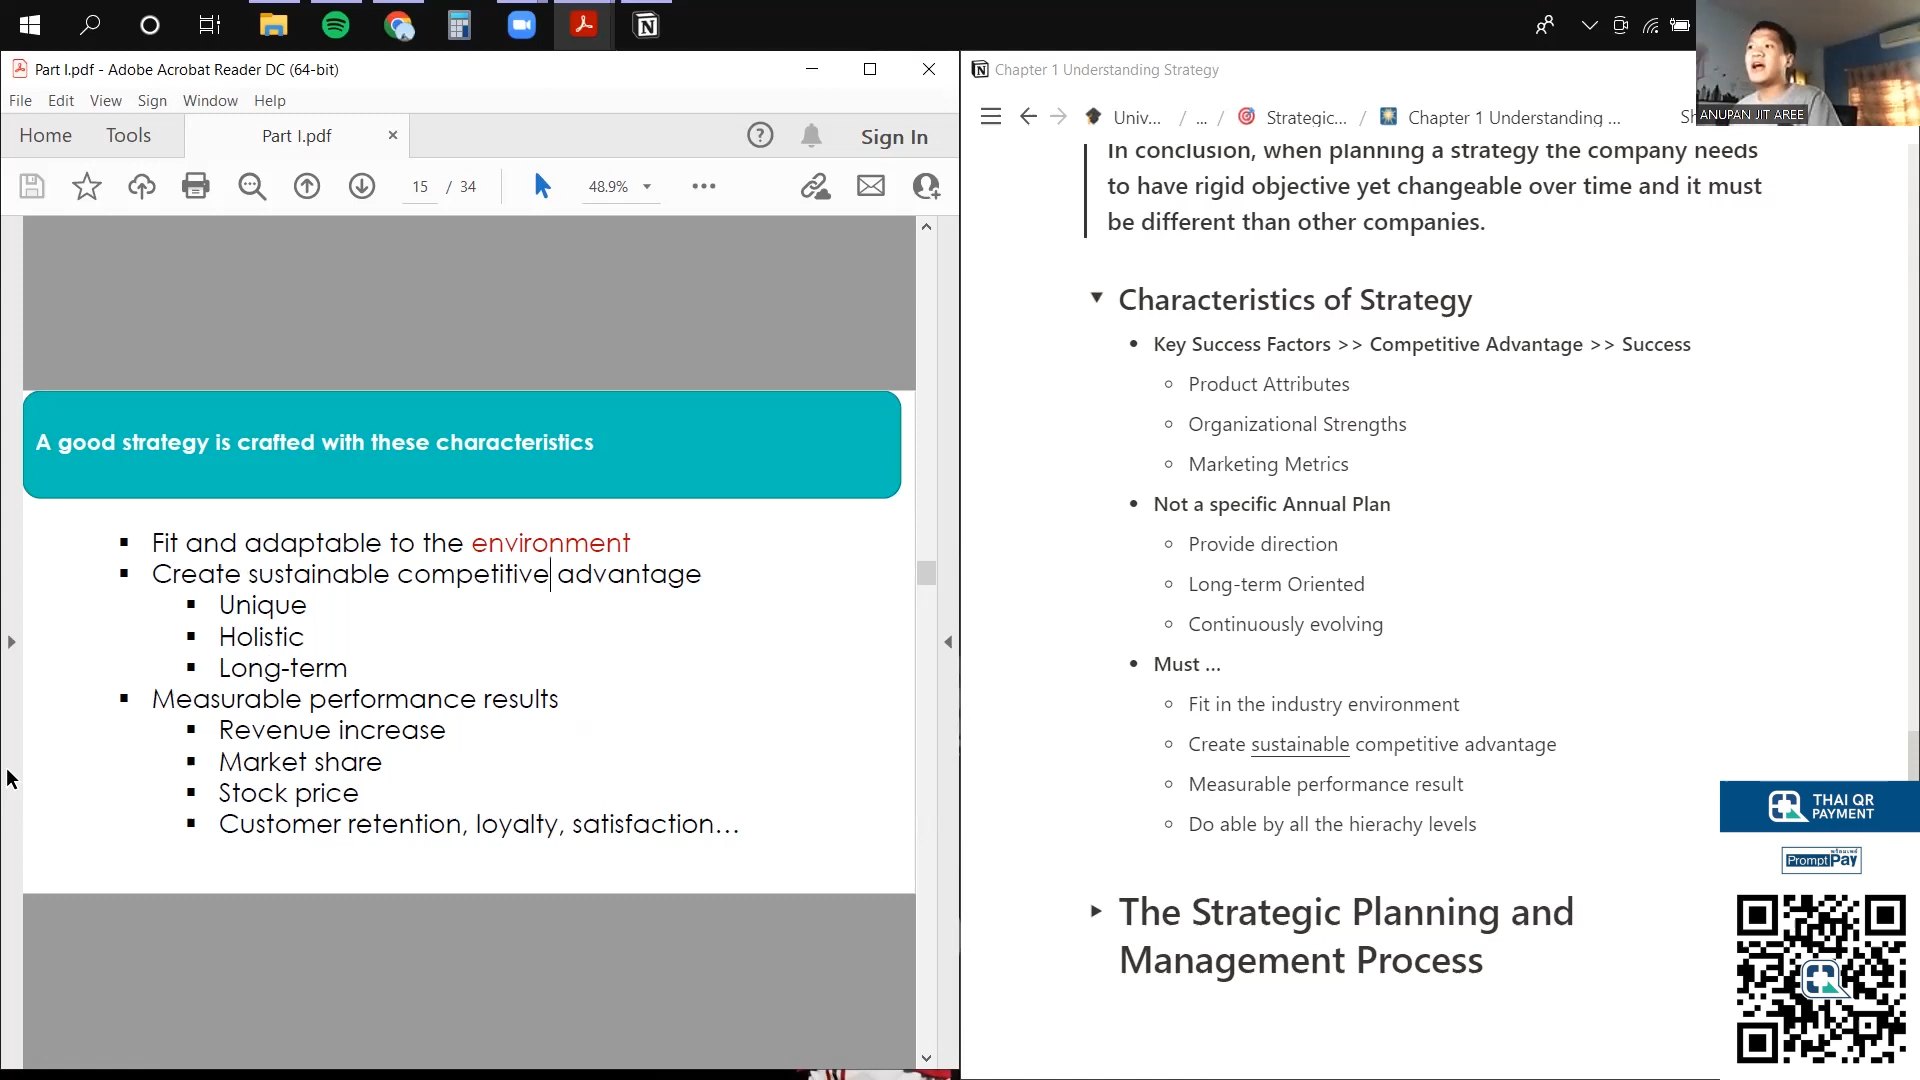 Part I.pdf - Adobe Acrobat Reader DC (64-bit)
File Edit View Sign Window Help
Home Tools Part I.pdf × Sign In
15 / 34 48.9%
A good strategy is crafted with these characteristics
▪ Fit and adaptable to the environment
▪ Create sustainable competitive advantage
▪ Unique
▪ Holistic
▪ Long-term
▪ Measurable performance results
▪ Revenue increase
▪ Market share
▪ Stock price
▪ Customer retention, loyalty, satisfaction...
Chapter 1 Understanding Strategy
Univ... / ... / Strategic... / Chapter 1 Understanding ... Sh
ANUPAN JIT AREE
In conclusion, when planning a strategy the company needs
to have rigid objective yet changeable over time and it must
be different than other companies.
Characteristics of Strategy
• Key Success Factors >> Competitive Advantage >> Success
◦ Product Attributes
◦ Organizational Strengths
◦ Marketing Metrics
• Not a specific Annual Plan
◦ Provide direction
◦ Long-term Oriented
◦ Continuously evolving
• Must ...
◦ Fit in the industry environment
◦ Create sustainable competitive advantage
◦ Measurable performance result
◦ Do able by all the hierachy levels
The Strategic Planning and
Management Process
THAI QR
PAYMENT
Prompt Pay